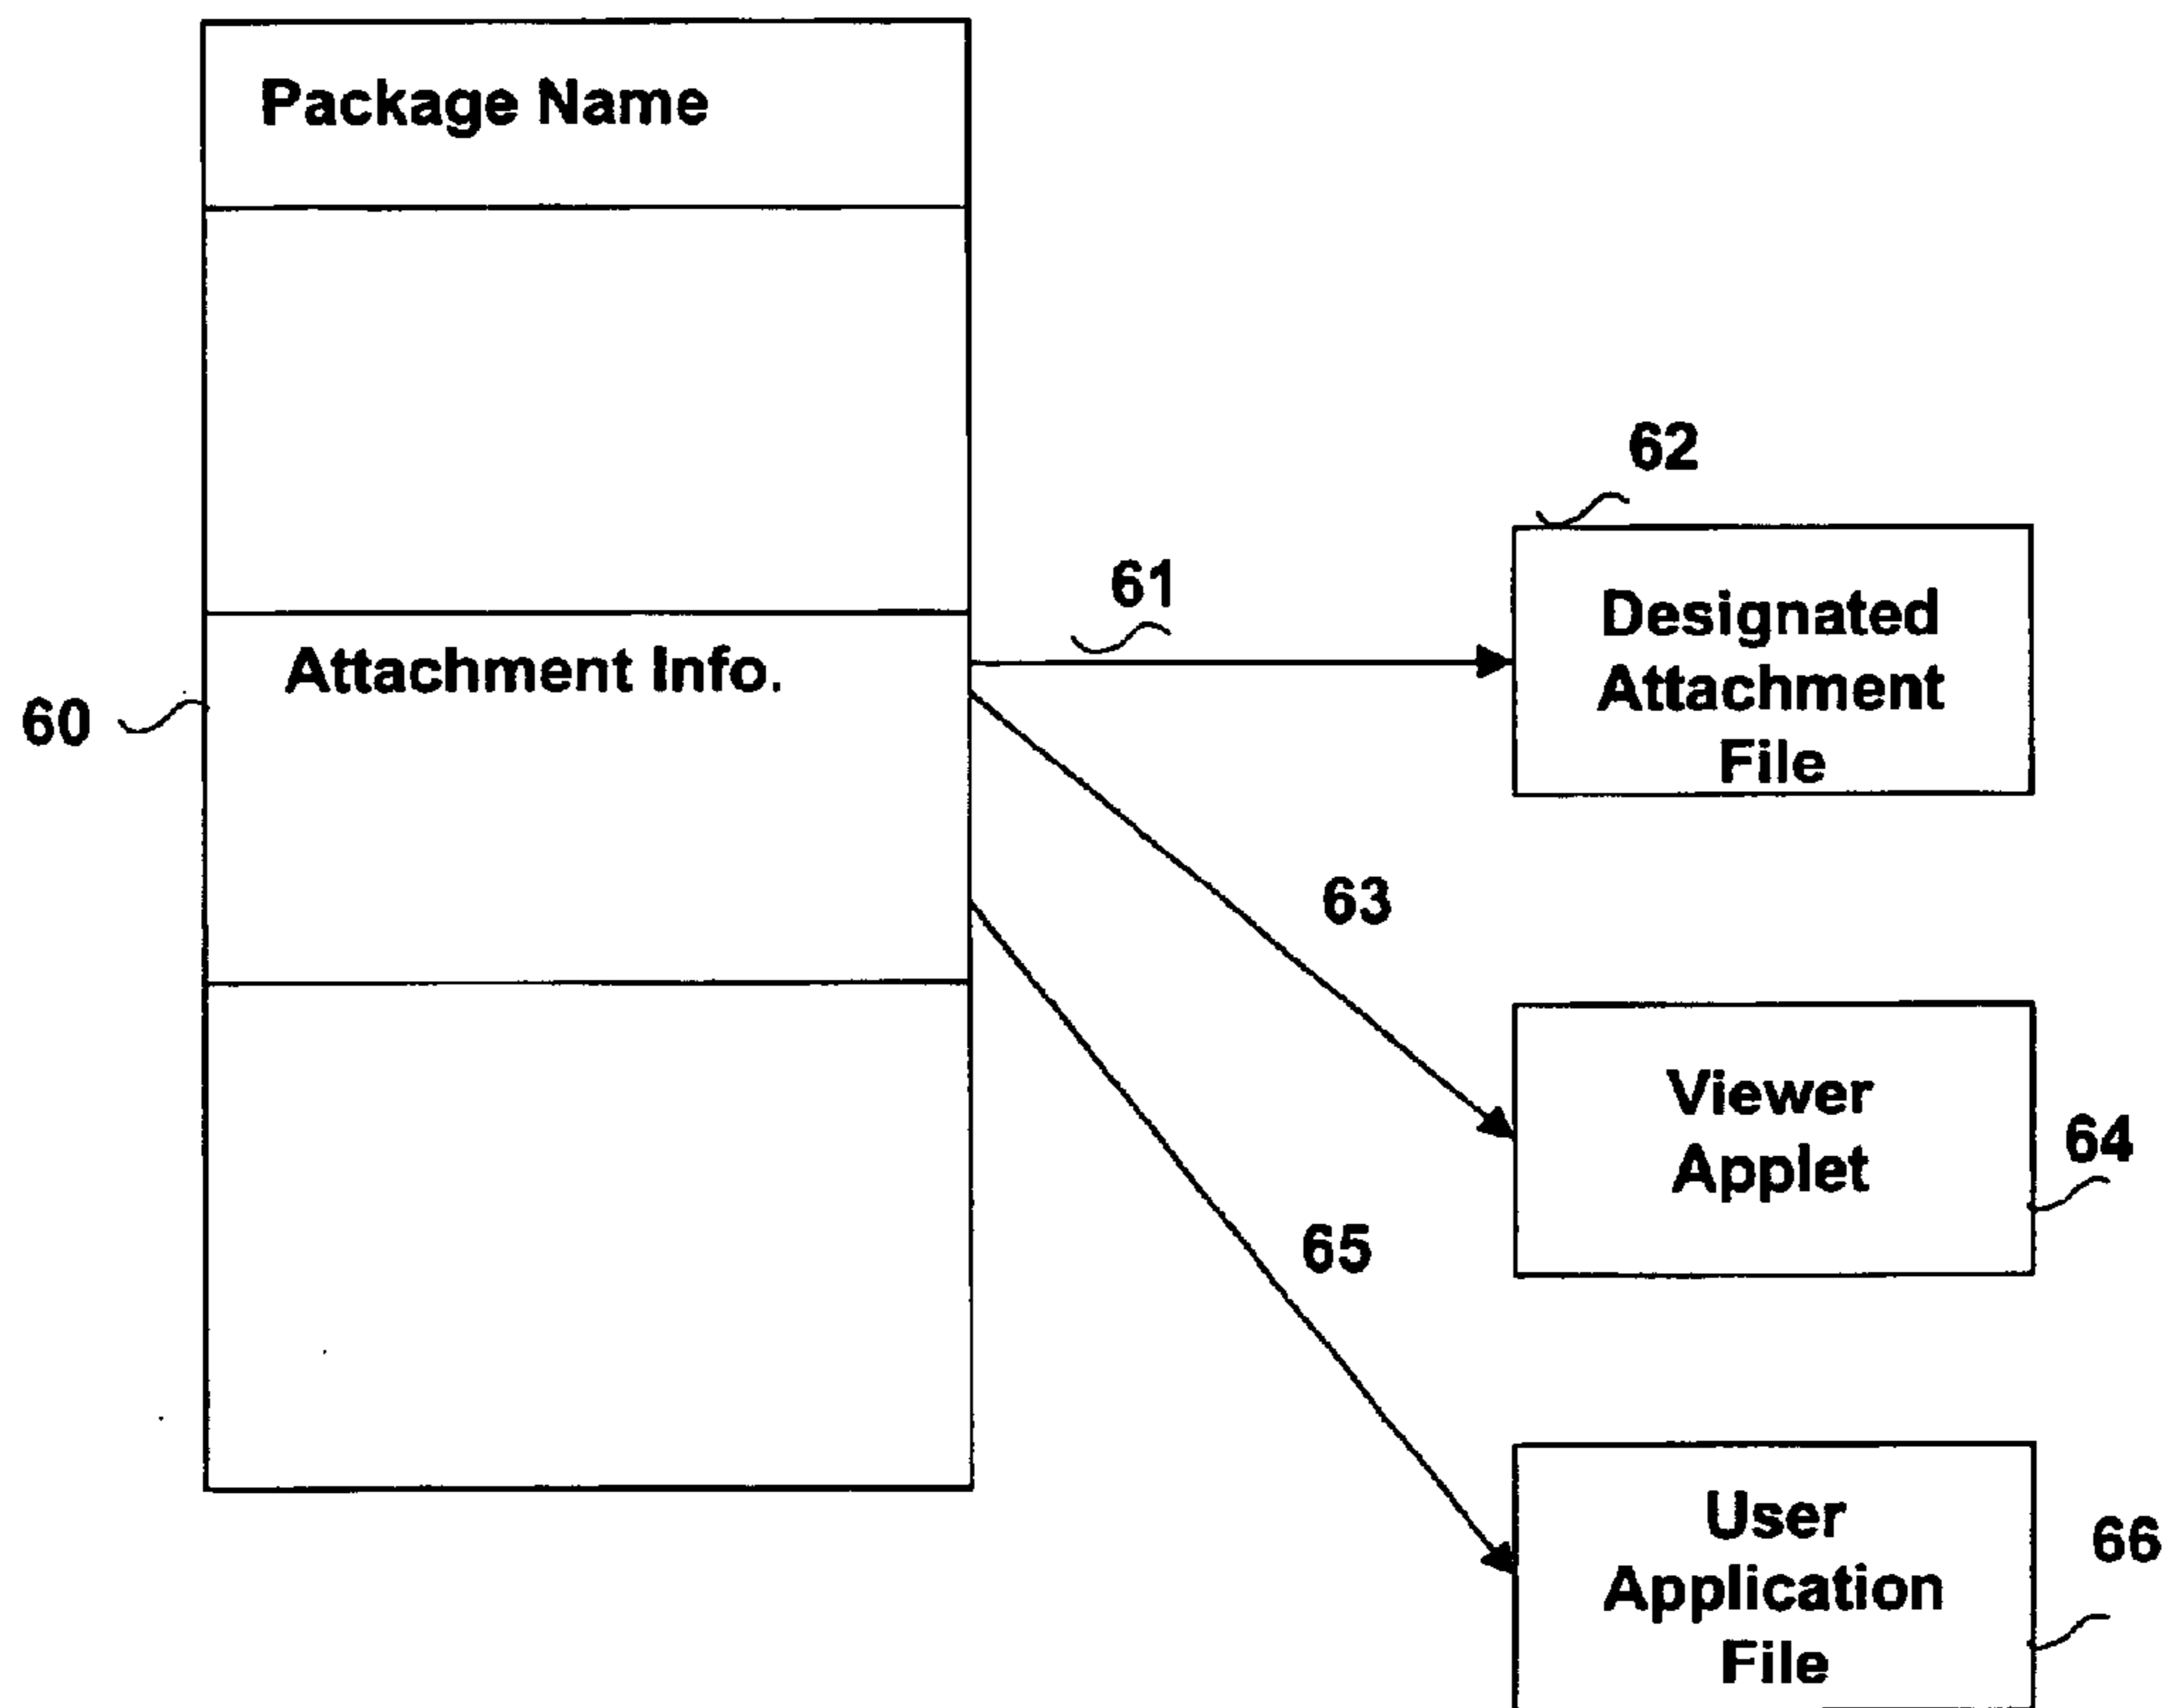 Package Name
62
61
Designated
Attachment
File
Attachment Info.
60
63
Viewer
Applet
64
65
User
Application
File
66